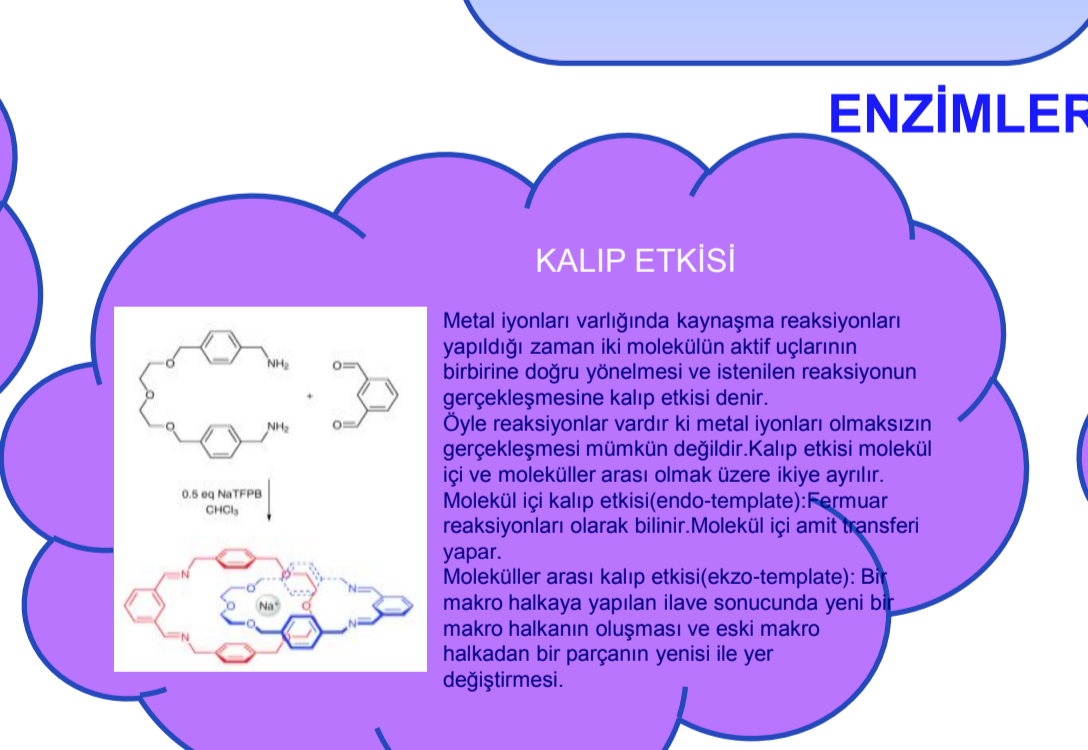 ENZİMLER
KALIP ETKİSİ
Metal iyonları varlığında kaynaşma reaksiyonları
yapıldığı zaman iki molekülün aktif uçlarının
birbirine doğru yönelmesi ve istenilen reaksiyonun
gerçekleşmesine kalıp etkisi denir.
Öyle reaksiyonlar vardır ki metal iyonları olmaksızın
gerçekleşmesi mümkün değildir.Kalıp etkisi molekül
içi ve moleküller arası olmak üzere ikiye ayrılır.
Molekül içi kalıp etkisi(endo-template):Fermuar
reaksiyonları olarak bilinir.Molekül içi amit transferi
yapar.
Moleküller arası kalıp etkisi(ekzo-template): Bir
makro halkaya yapılan ilave sonucunda yeni bir
makro halkanın oluşması ve eski makro
halkadan bir parçanın yenisi ile yer
değiştirmesi.
O
NH₂
O
O
NH₂
+
O
O
0.5 eq NaTFPB
CHCl₃
N
O
O
N
O
Na⁺
O
O
N
N